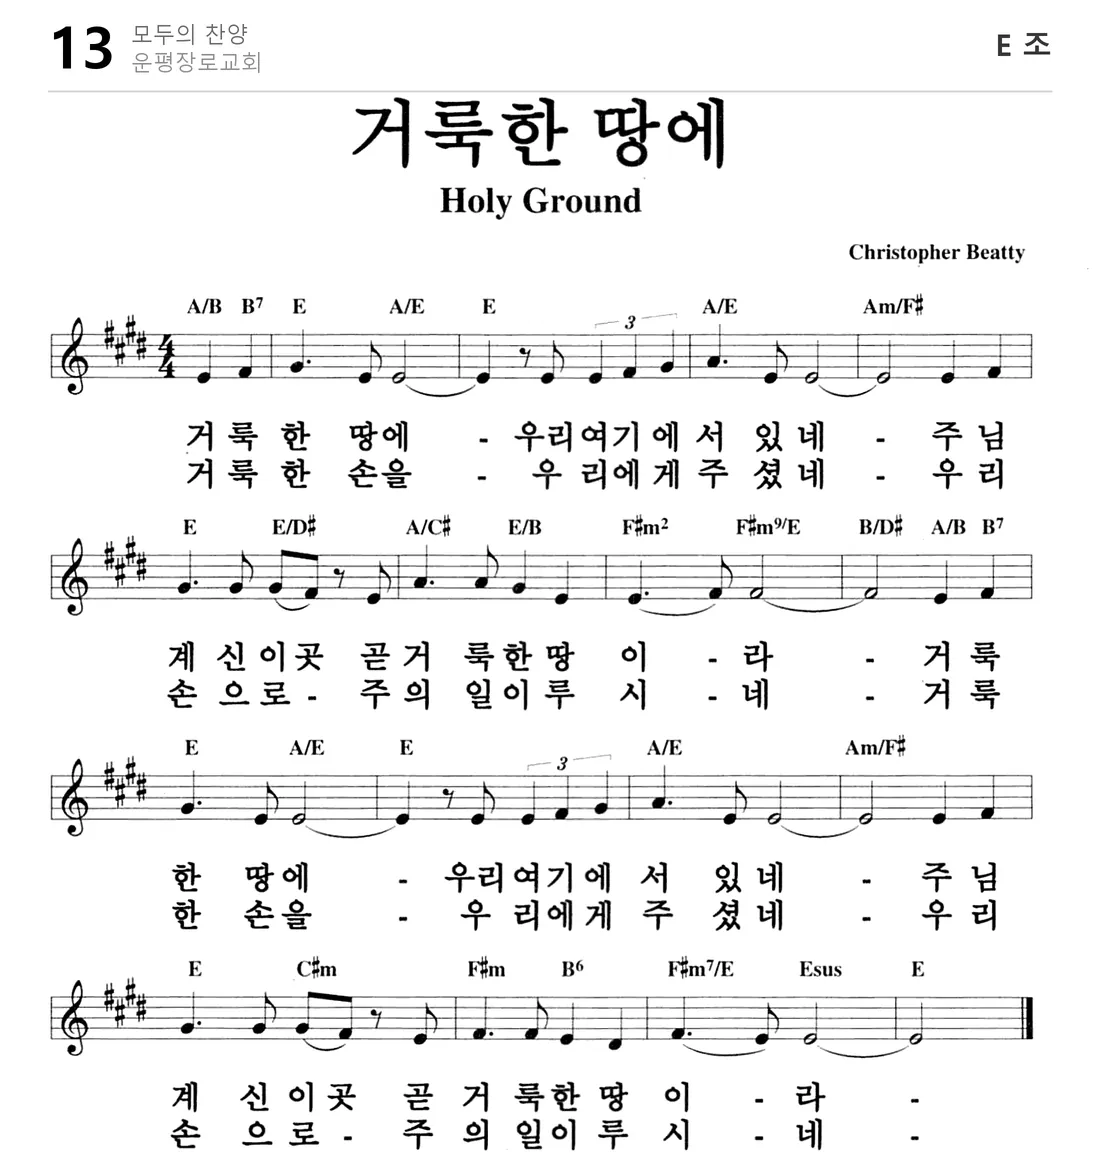 13 모두의 찬양
운평장로교회
E 조
거룩한 땅에
Holy Ground
Christopher Beatty
A/B B7 E A/E E 3 A/E Am/F♯
거 룩 한 땅에 - 우리여기에서 있네 - 주님
거 룩 한 손을 - 우 리에게주 셨네 - 우리
E E/D♯ A/C♯ E/B F♯m2 F♯m9/E B/D♯ A/B B7
계 신이곳 곧거 룩한땅 이 - 라 - 거룩
손 으로 - 주의 일이루 시 - 네 - 거룩
E A/E E 3 A/E Am/F♯
한 땅에 - 우리여기에 서 있네 - 주님
한 손을 - 우 리에게 주 셨네 - 우리
E C♯m F♯m B6 F♯m7/E Esus E
계 신이곳 곧 거 룩한땅 이 - 라 -
손 으로 - 주 의 일이루 시 - 네 -